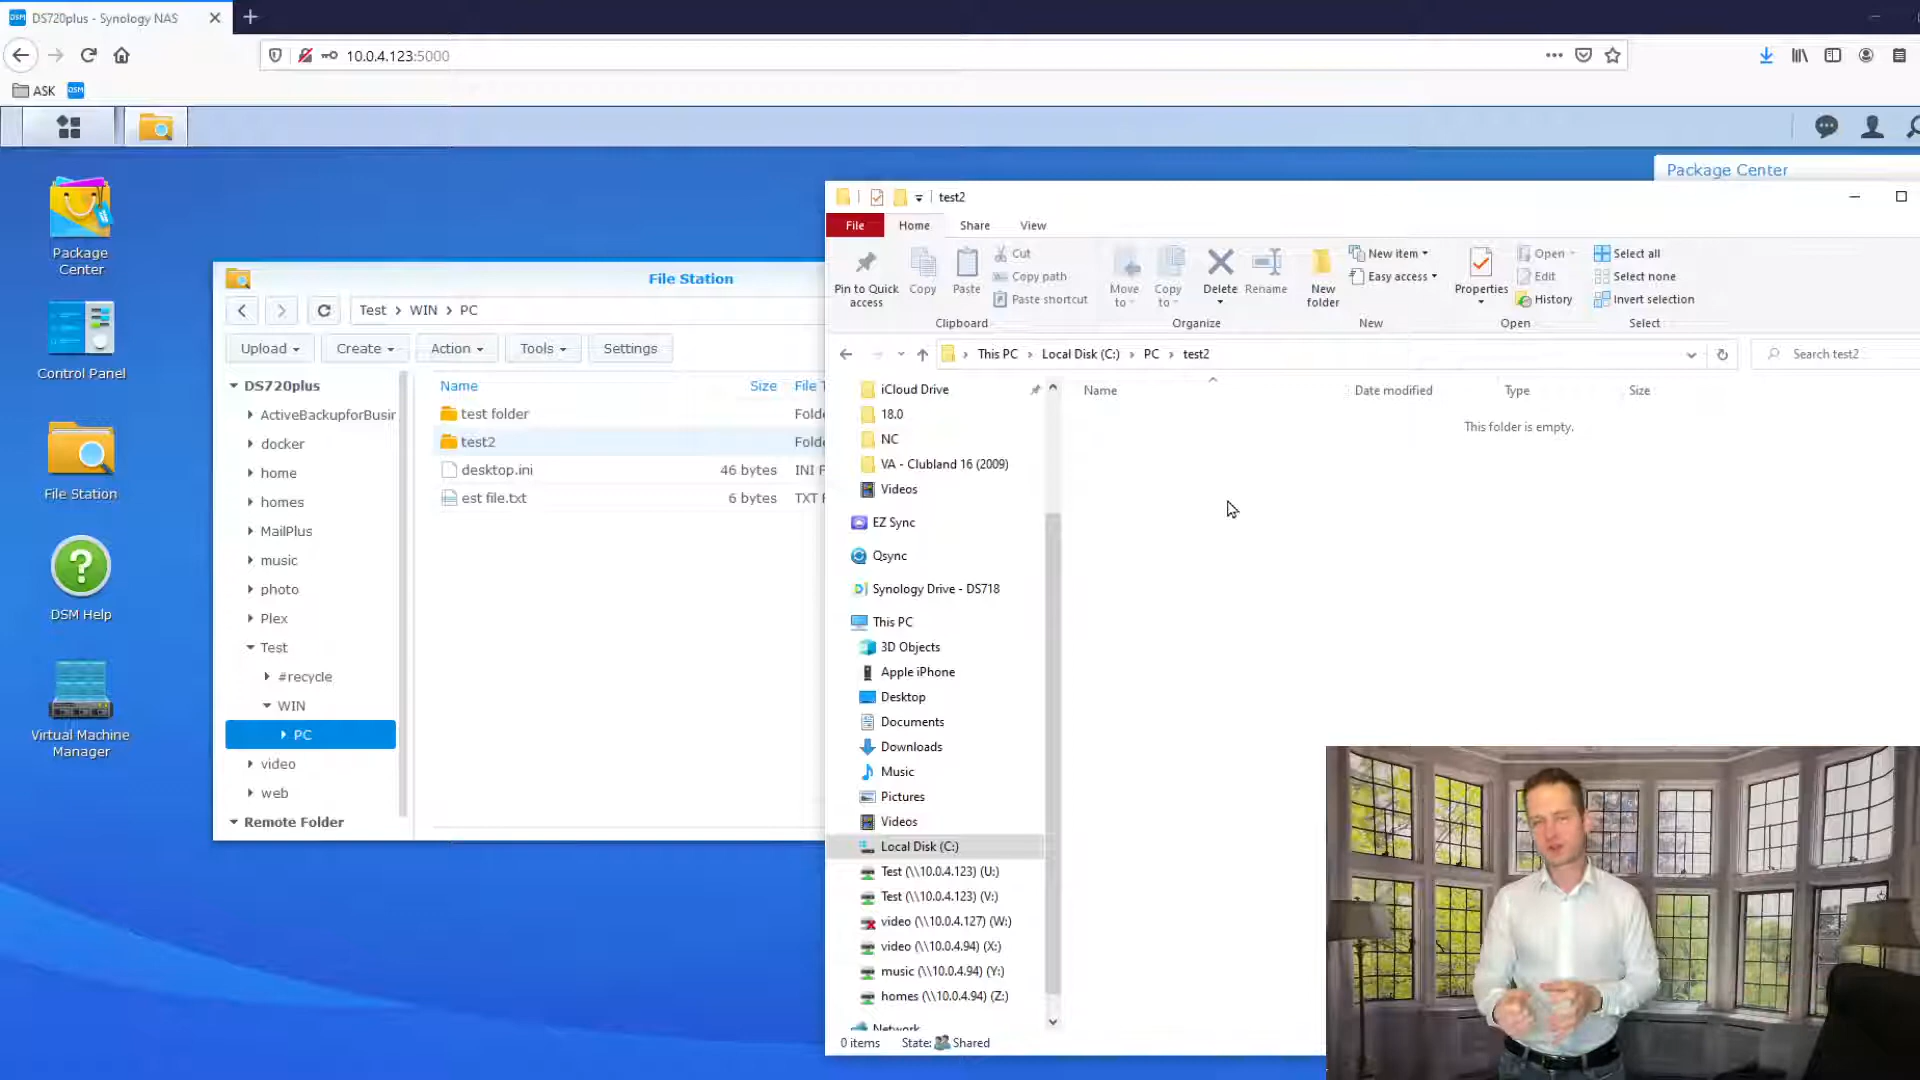 DS720plus - Synology NAS
10.0.4.123:5000
ASK
DSM
Package Center
Package Center
Control Panel
File Station
DSM Help
Virtual Machine Manager
File Station
Test > WIN > PC
Upload Create Action Tools Settings
DS720plus
ActiveBackupforBusir
docker
home
homes
MailPlus
music
photo
Plex
Test
#recycle
WIN
PC
video
web
Remote Folder
Name Size File T
test folder Folde
test2 Folde
desktop.ini 46 bytes INI F
est file.txt 6 bytes TXT F
test2
File Home Share View
Pin to Quick access
Copy
Paste
Cut
Copy path
Paste shortcut
Clipboard
Move to
Copy to
Delete
Rename
Organize
New folder
New item
Easy access
New
Properties
Open
Edit
History
Open
Select all
Select none
Invert selection
Select
This PC > Local Disk (C:) > PC > test2
Search test2
iCloud Drive
18.0
NC
VA - Clubland 16 (2009)
Videos
EZ Sync
Qsync
Synology Drive - DS718
This PC
3D Objects
Apple iPhone
Desktop
Documents
Downloads
Music
Pictures
Videos
Local Disk (C:)
Test (\\10.0.4.123) (U:)
Test (\\10.0.4.123) (V:)
video (\\10.0.4.127) (W:)
video (\\10.0.4.94) (X:)
music (\\10.0.4.94) (Y:)
homes (\\10.0.4.94) (Z:)
Network
Name Date modified Type Size
This folder is empty.
0 items State: Shared